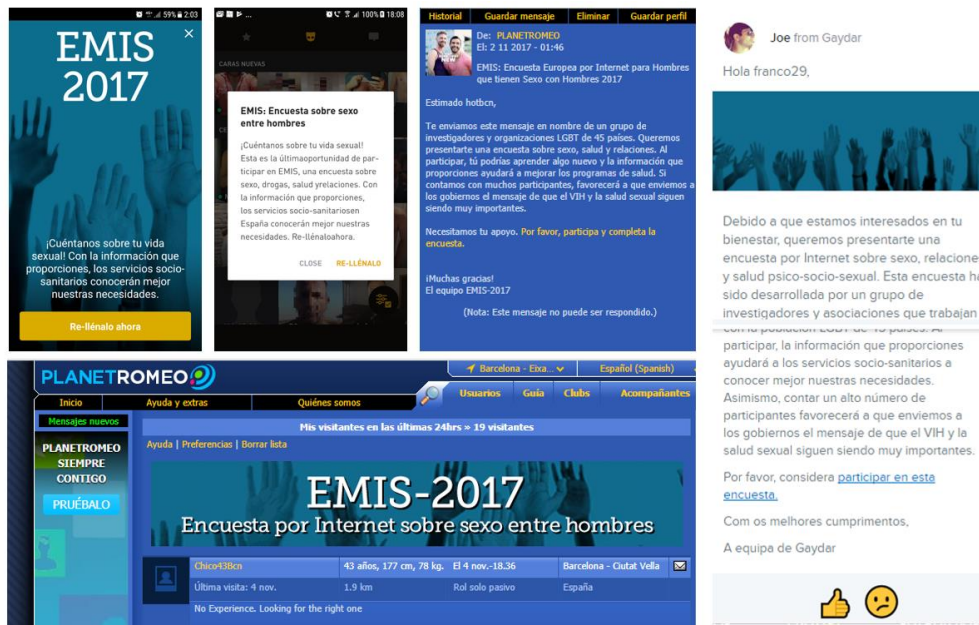 59% 2:03
EMIS
2017
¡Cuéntanos sobre tu vida
sexual! Con la información que
proporciones, los servicios socio-
sanitarios conocerán mejor
nuestras necesidades.
Re-llénalo ahora
100% 18:08
CARAS NUEVAS
EMIS: Encuesta sobre sexo
entre hombres
¡Cuéntanos sobre tu vida sexual!
Esta es la últimaoportunidad de par-
ticipar en EMIS, una encuesta sobre
sexo, drogas, salud yrelaciones. Con
la información que proporciones,
los servicios socio-sanitariosen
España conocerán mejor nuestras
necesidades. Re-llénaloahora.
CLOSE RE-LLÉNALO
Historial Guardar mensaje Eliminar Guardar perfil
De: PLANETROMEO
El: 2 11 2017 - 01:46
EMIS: Encuesta Europea por Internet para Hombres
que tienen Sexo con Hombres 2017
Estimado hotbcn,
Te enviamos este mensaje en nombre de un grupo de
investigadores y organizaciones LGBT de 45 países. Queremos
presentarte una encuesta sobre sexo, salud y relaciones. Al
participar, tú podrías aprender algo nuevo y la información que
proporciones ayudará a mejorar los programas de salud. Si
contamos con muchos participantes, favorecerá a que enviemos a
los gobiernos el mensaje de que el VIH y la salud sexual siguen
siendo muy importantes.
Necesitamos tu apoyo. Por favor, participa y completa la
encuesta.
¡Muchas gracias!
El equipo EMIS-2017
(Nota: Este mensaje no puede ser respondido.)
Joe from Gaydar
Hola franco29,
Debido a que estamos interesados en tu
bienestar, queremos presentarte una
encuesta por Internet sobre sexo, relacione
y salud psico-socio-sexual. Esta encuesta ha
sido desarrollada por un grupo de
investigadores y asociaciones que trabajan
con la población LGBT de 45 países. Al
participar, la información que proporciones
ayudará a los servicios socio-sanitarios a
conocer mejor nuestras necesidades.
Asimismo, contar un alto número de
participantes favorecerá a que enviemos a
los gobiernos el mensaje de que el VIH y la
salud sexual siguen siendo muy importantes.
Por favor, considera participar en esta
encuesta.
Com os melhores cumprimentos,
A equipa de Gaydar
PLANETROMEO
Barcelona - Eixa... Español (Spanish)
Inicio Ayuda y extras Quiénes somos Usuarios Guía Clubs Acompañantes
Mensajes nuevos
PLANETROMEO
SIEMPRE
CONTIGO
PRUÉBALO
Mis visitantes en las últimas 24hrs » 19 visitantes
Ayuda | Preferencias | Borrar lista
EMIS-2017
Encuesta por Internet sobre sexo entre hombres
Chico43Bcn 43 años, 177 cm, 78 kg. El 4 nov.-18.36 Barcelona - Ciutat Vella
Última visita: 4 nov. 1.9 km Rol solo pasivo España
No Experience. Looking for the right one